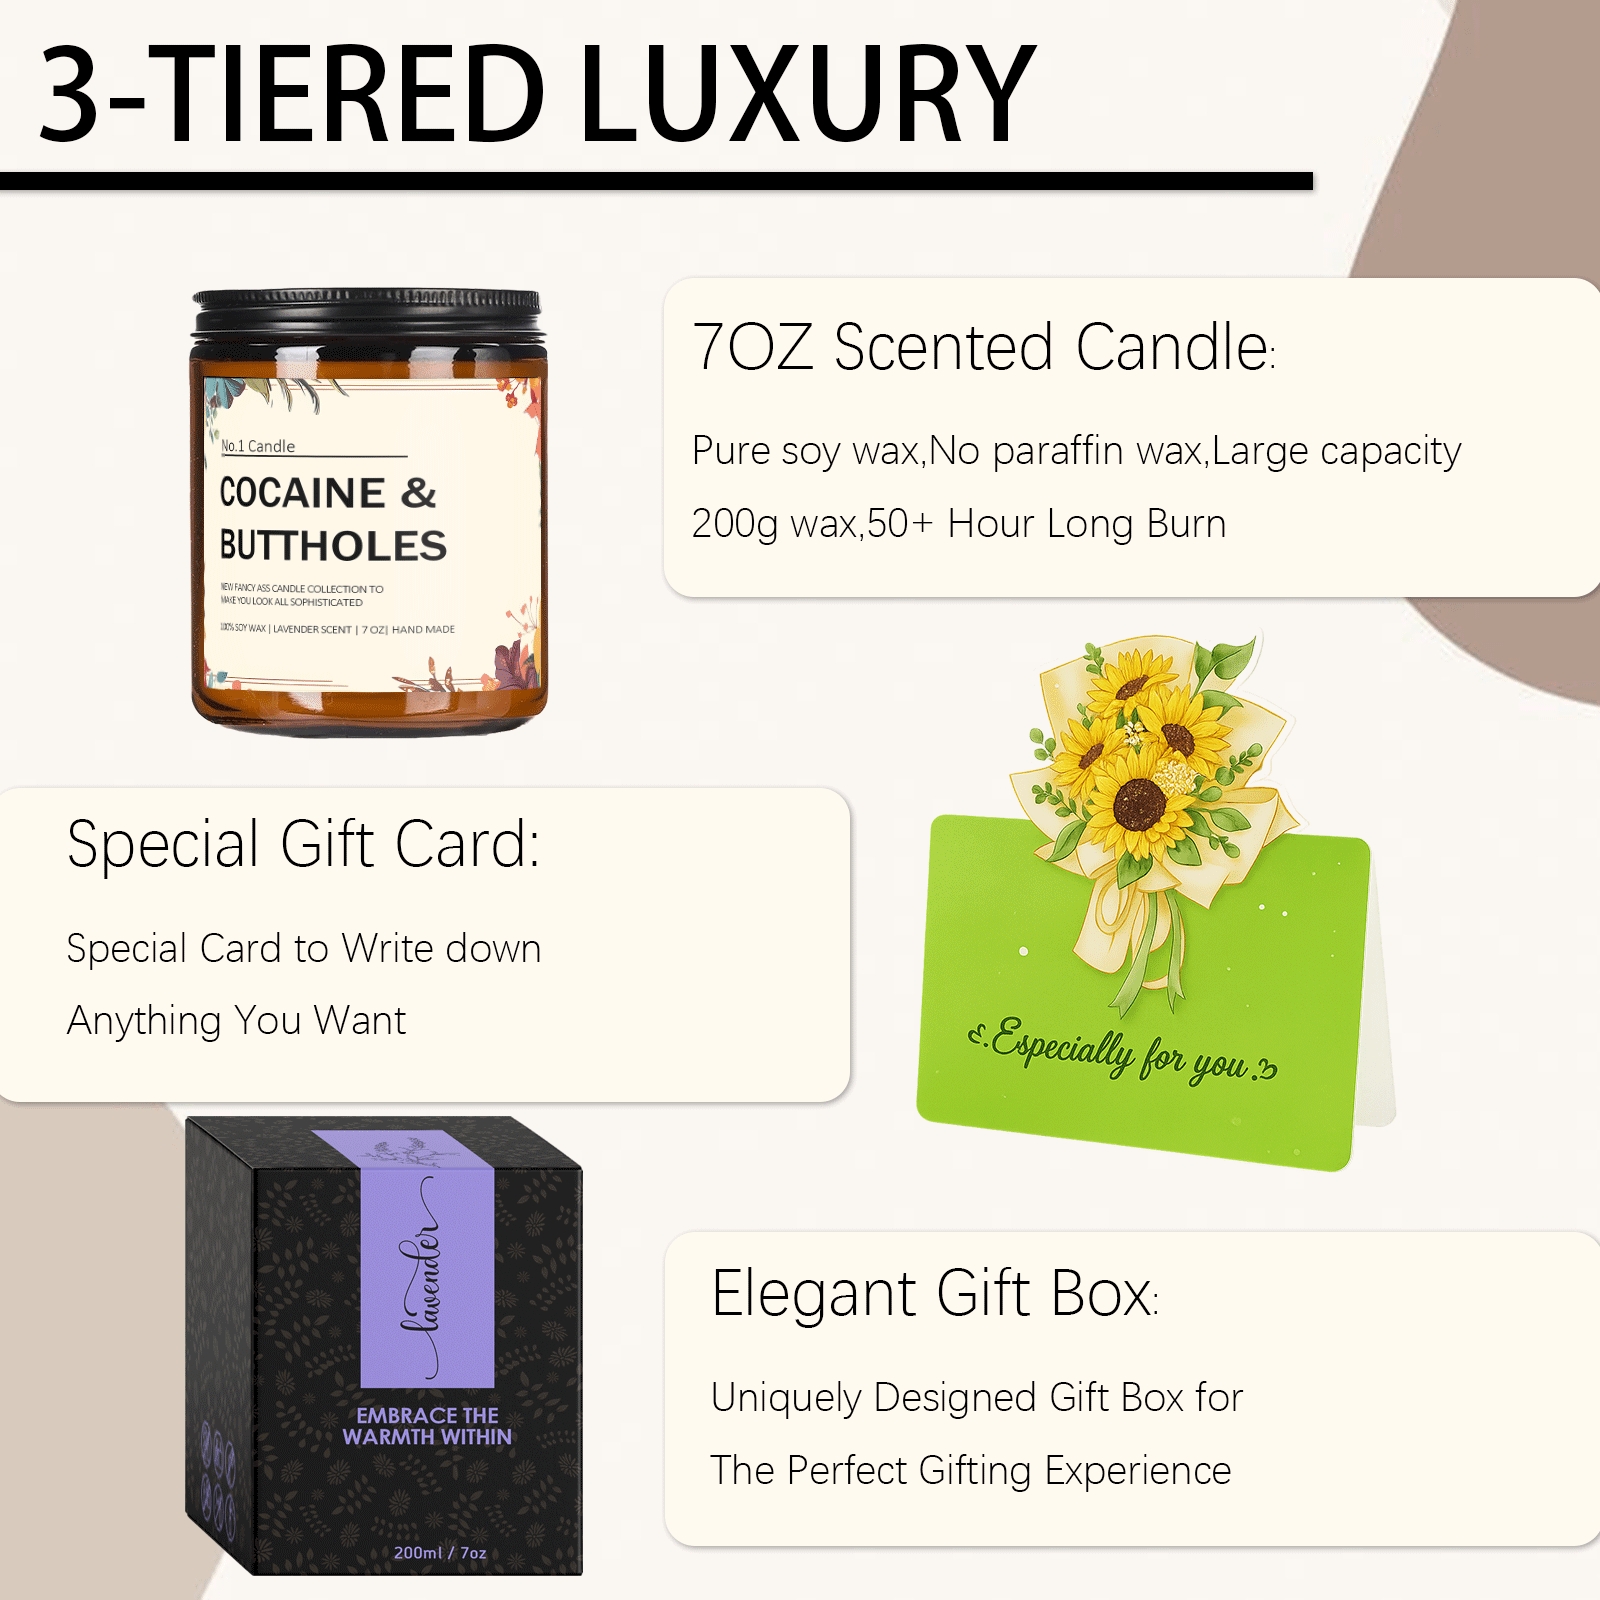 3-TIERED LUXURY
7OZ Scented Candle:
Pure soy wax,No paraffin wax,Large capacity
200g wax,50+ Hour Long Burn
No.1 Candle
COCAINE &
BUTTHOLES
NEW FANCY ASS CANDLE COLLECTION TO
MAKE YOU LOOK ALL SOPHISTICATED
100% SOY WAX | LAVENDER SCENT | 7 OZ| HAND MADE
Special Gift Card:
Special Card to Write down
Anything You Want
Especially for you
lavender
EMBRACE THE
WARMTH WITHIN
200ml / 7oz
Elegant Gift Box:
Uniquely Designed Gift Box for
The Perfect Gifting Experience